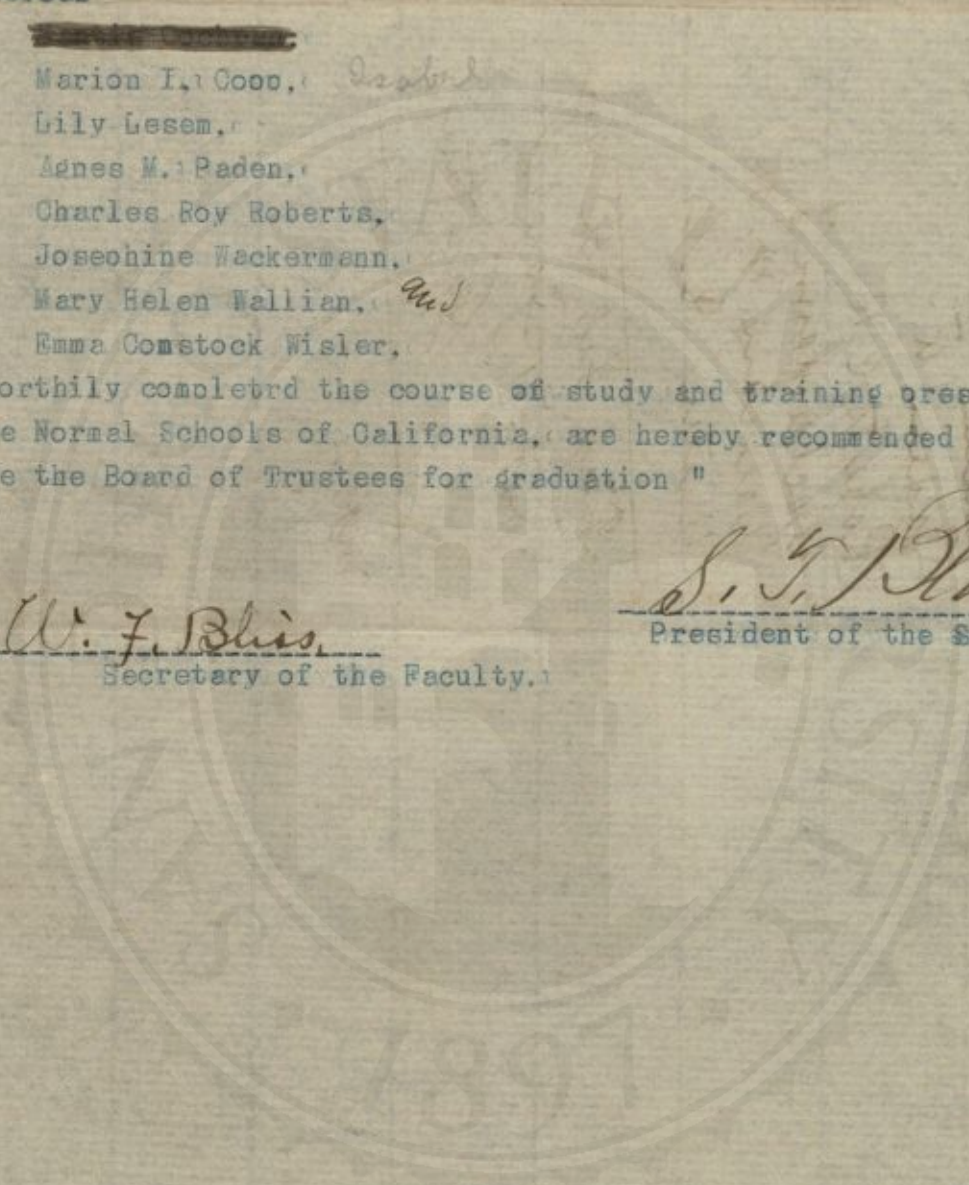 Marion I. Coop, Isabel
Lily Lesem,
Agnes M. Paden,
Charles Roy Roberts,
Josephine Wackermann,
Mary Helen Wallian, and
Emma Comstock Wisler,
orthily completrd the course of study and training pres
e Normal Schools of California, are hereby recommended
e the Board of Trustees for graduation "
S. T. Bl
W. F. Bliss,
President of the S
Secretary of the Faculty.
1897